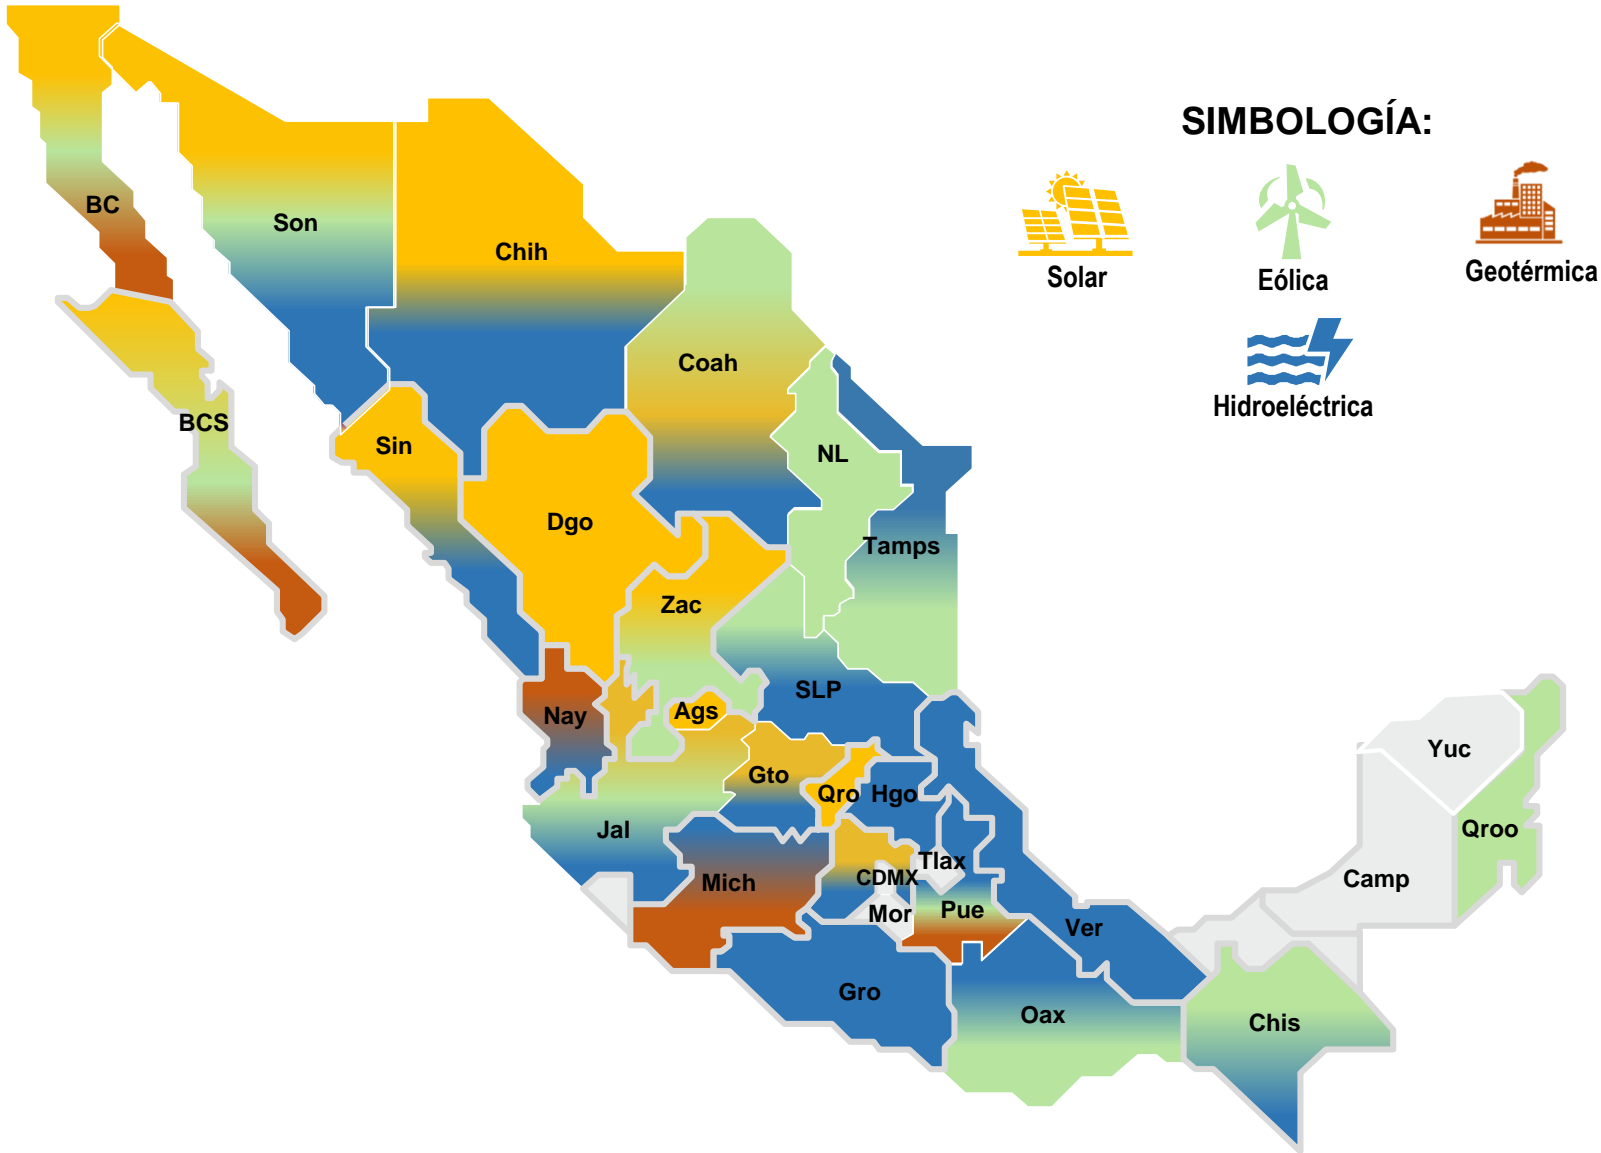 SIMBOLOGÍA:
Solar
Eólica
Geotérmica
Hidroeléctrica
BC
Son
Chih
Coah
BCS
Sin
NL
Dgo
Tamps
Zac
SLP
Nay
Ags
Gto
Qro
Hgo
Jal
Mich
CDMX
Tlax
Mor
Pue
Ver
Gro
Oax
Chis
Yuc
Qroo
Camp